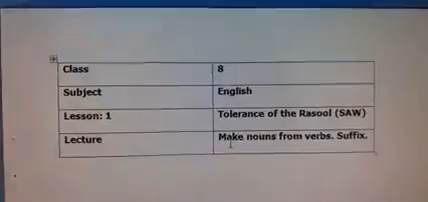 Class 8
Subject English
Lesson: 1 Tolerance of the Rasool (SAW)
Lecture Make nouns from verbs. Suffix.